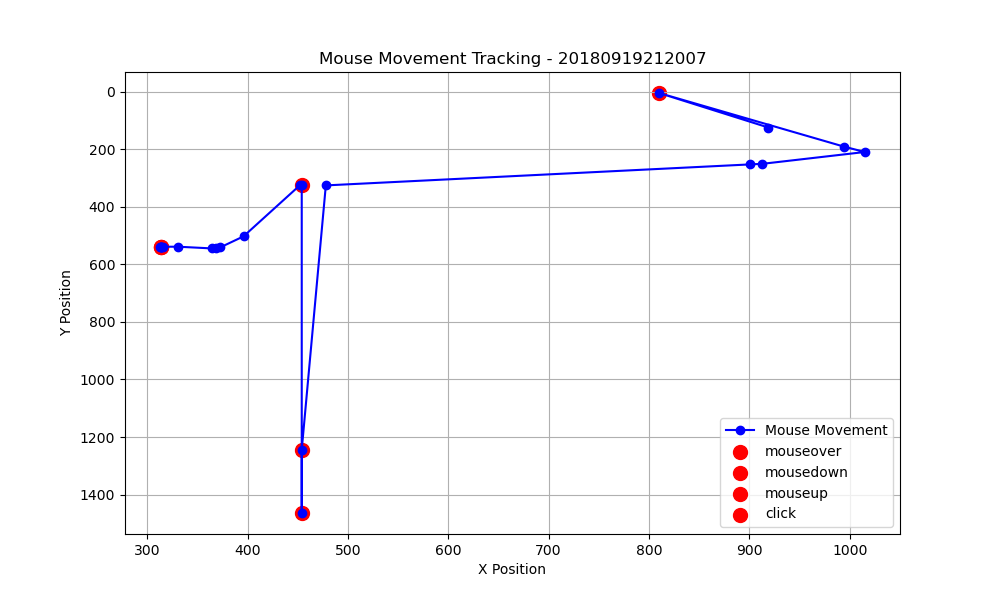 Mouse Movement Tracking - 20180919212007
Y Position
0
200
400
600
800
1000
1200
1400
Mouse Movement
mouseover
mousedown
mouseup
click
300 400 500 600 700 800 900 1000
X Position